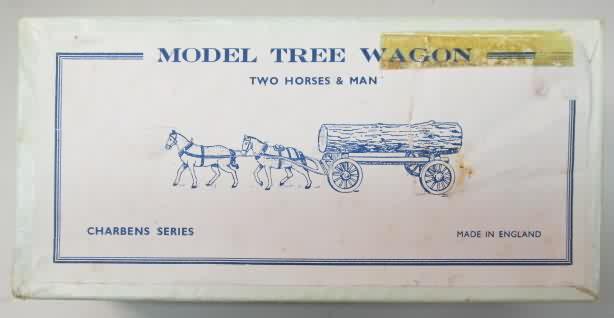 MODEL TREE WAGON
TWO HORSES & MAN
CHARBENS SERIES
MADE IN ENGLAND